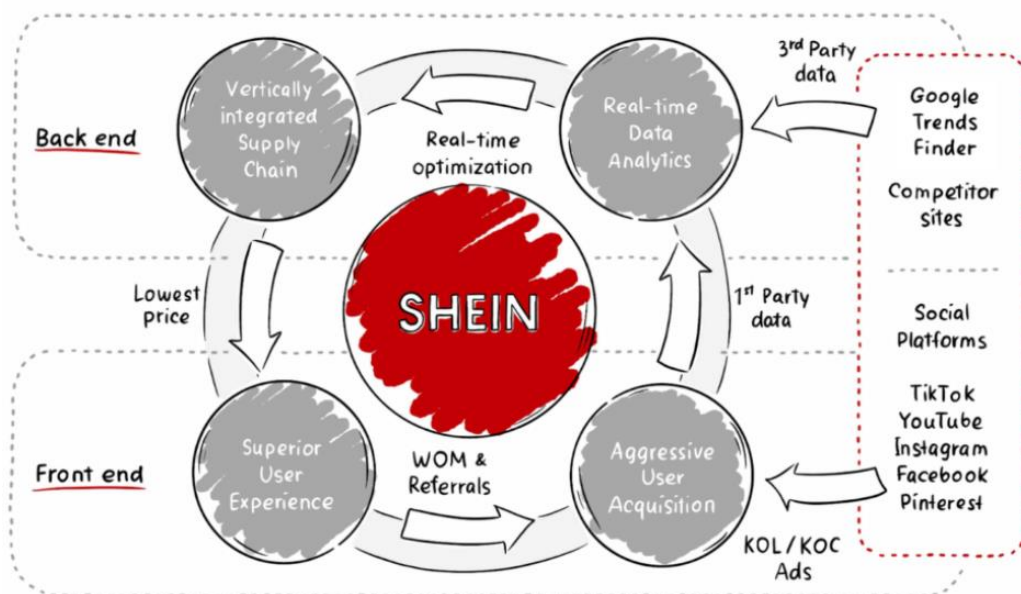 Back end
Vertically
integrated
Supply
Chain
Real-time
optimization
Real-time
Data
Analytics
3rd Party
data
Google
Trends
Finder
Competitor
sites
Lowest
price
SHEIN
1st Party
data
Social
Platforms
TikTok
YouTube
Instagram
Facebook
Pinterest
Front end
Superior
User
Experience
WOM &
Referrals
Aggressive
User
Acquisition
KOL/KOC
Ads